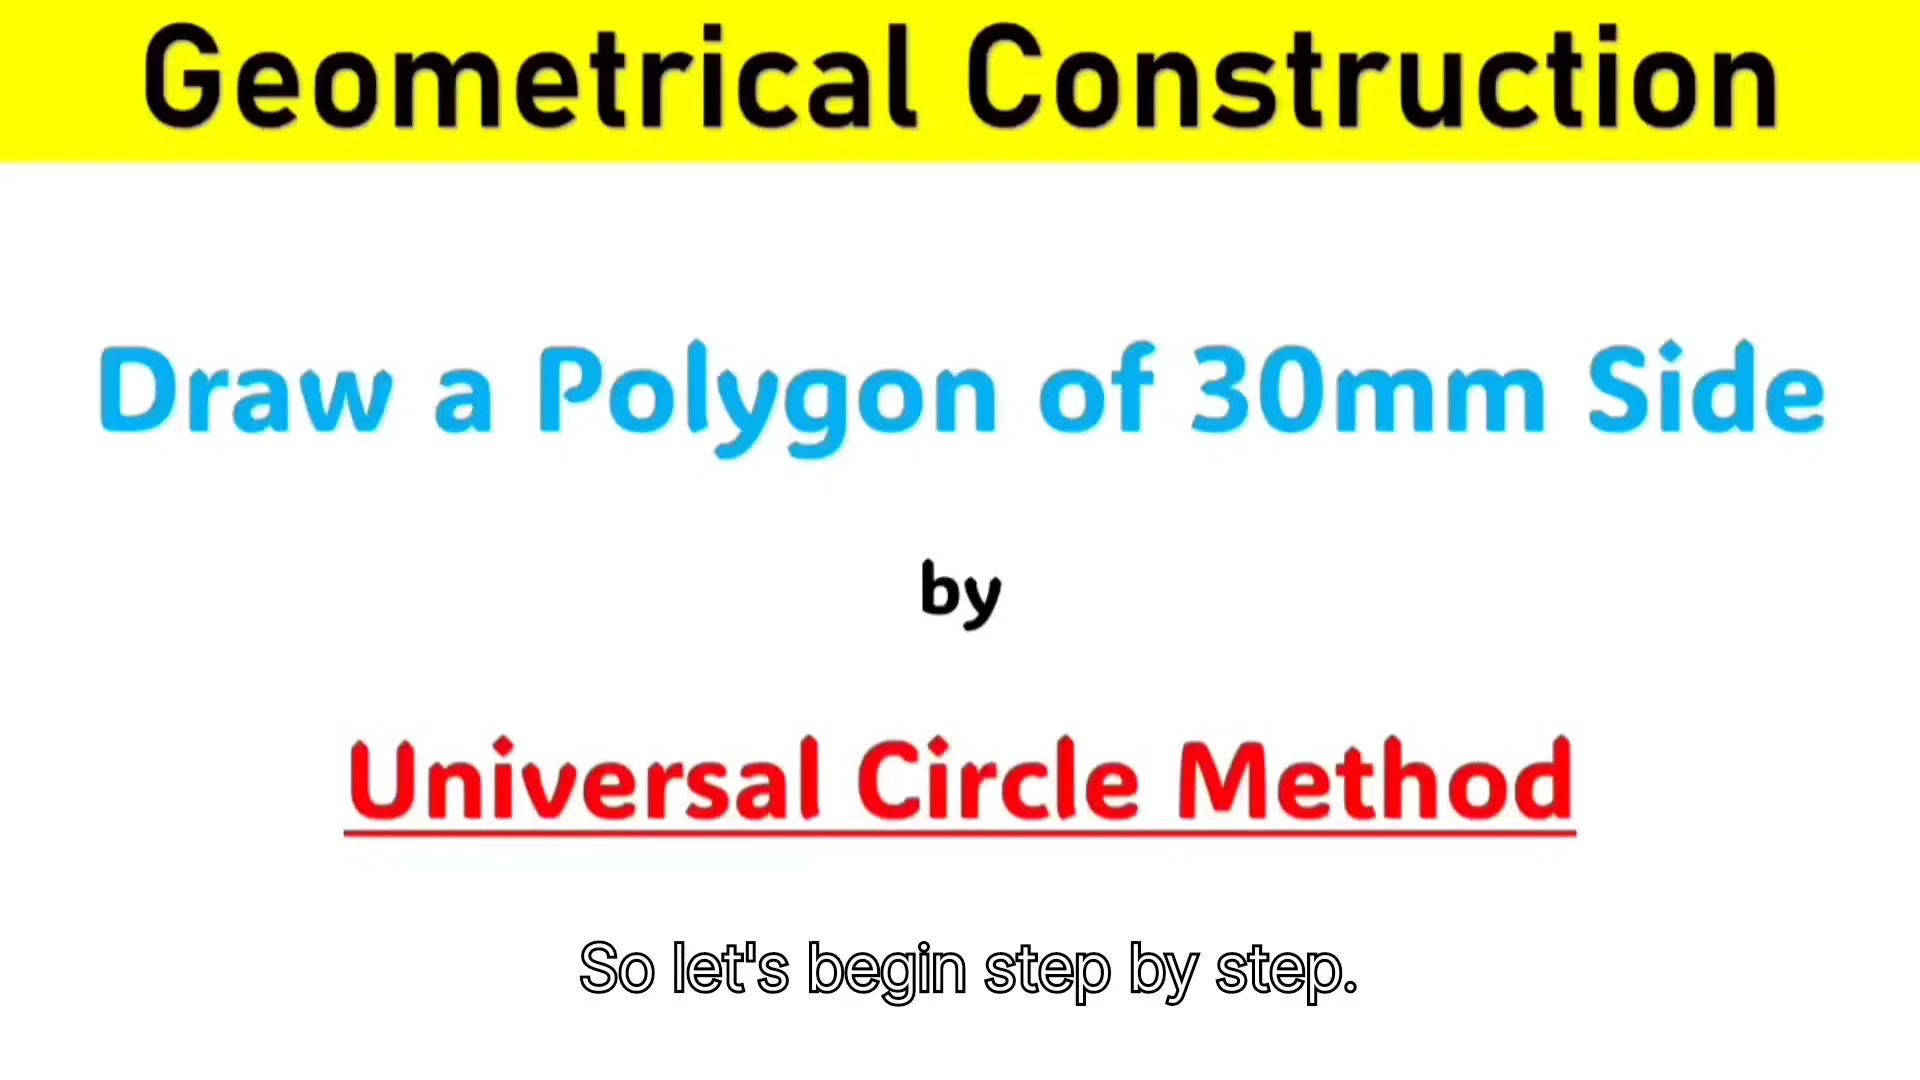 Geometrical Construction
Draw a Polygon of 30mm Side
by
Universal Circle Method
So let's begin step by step.